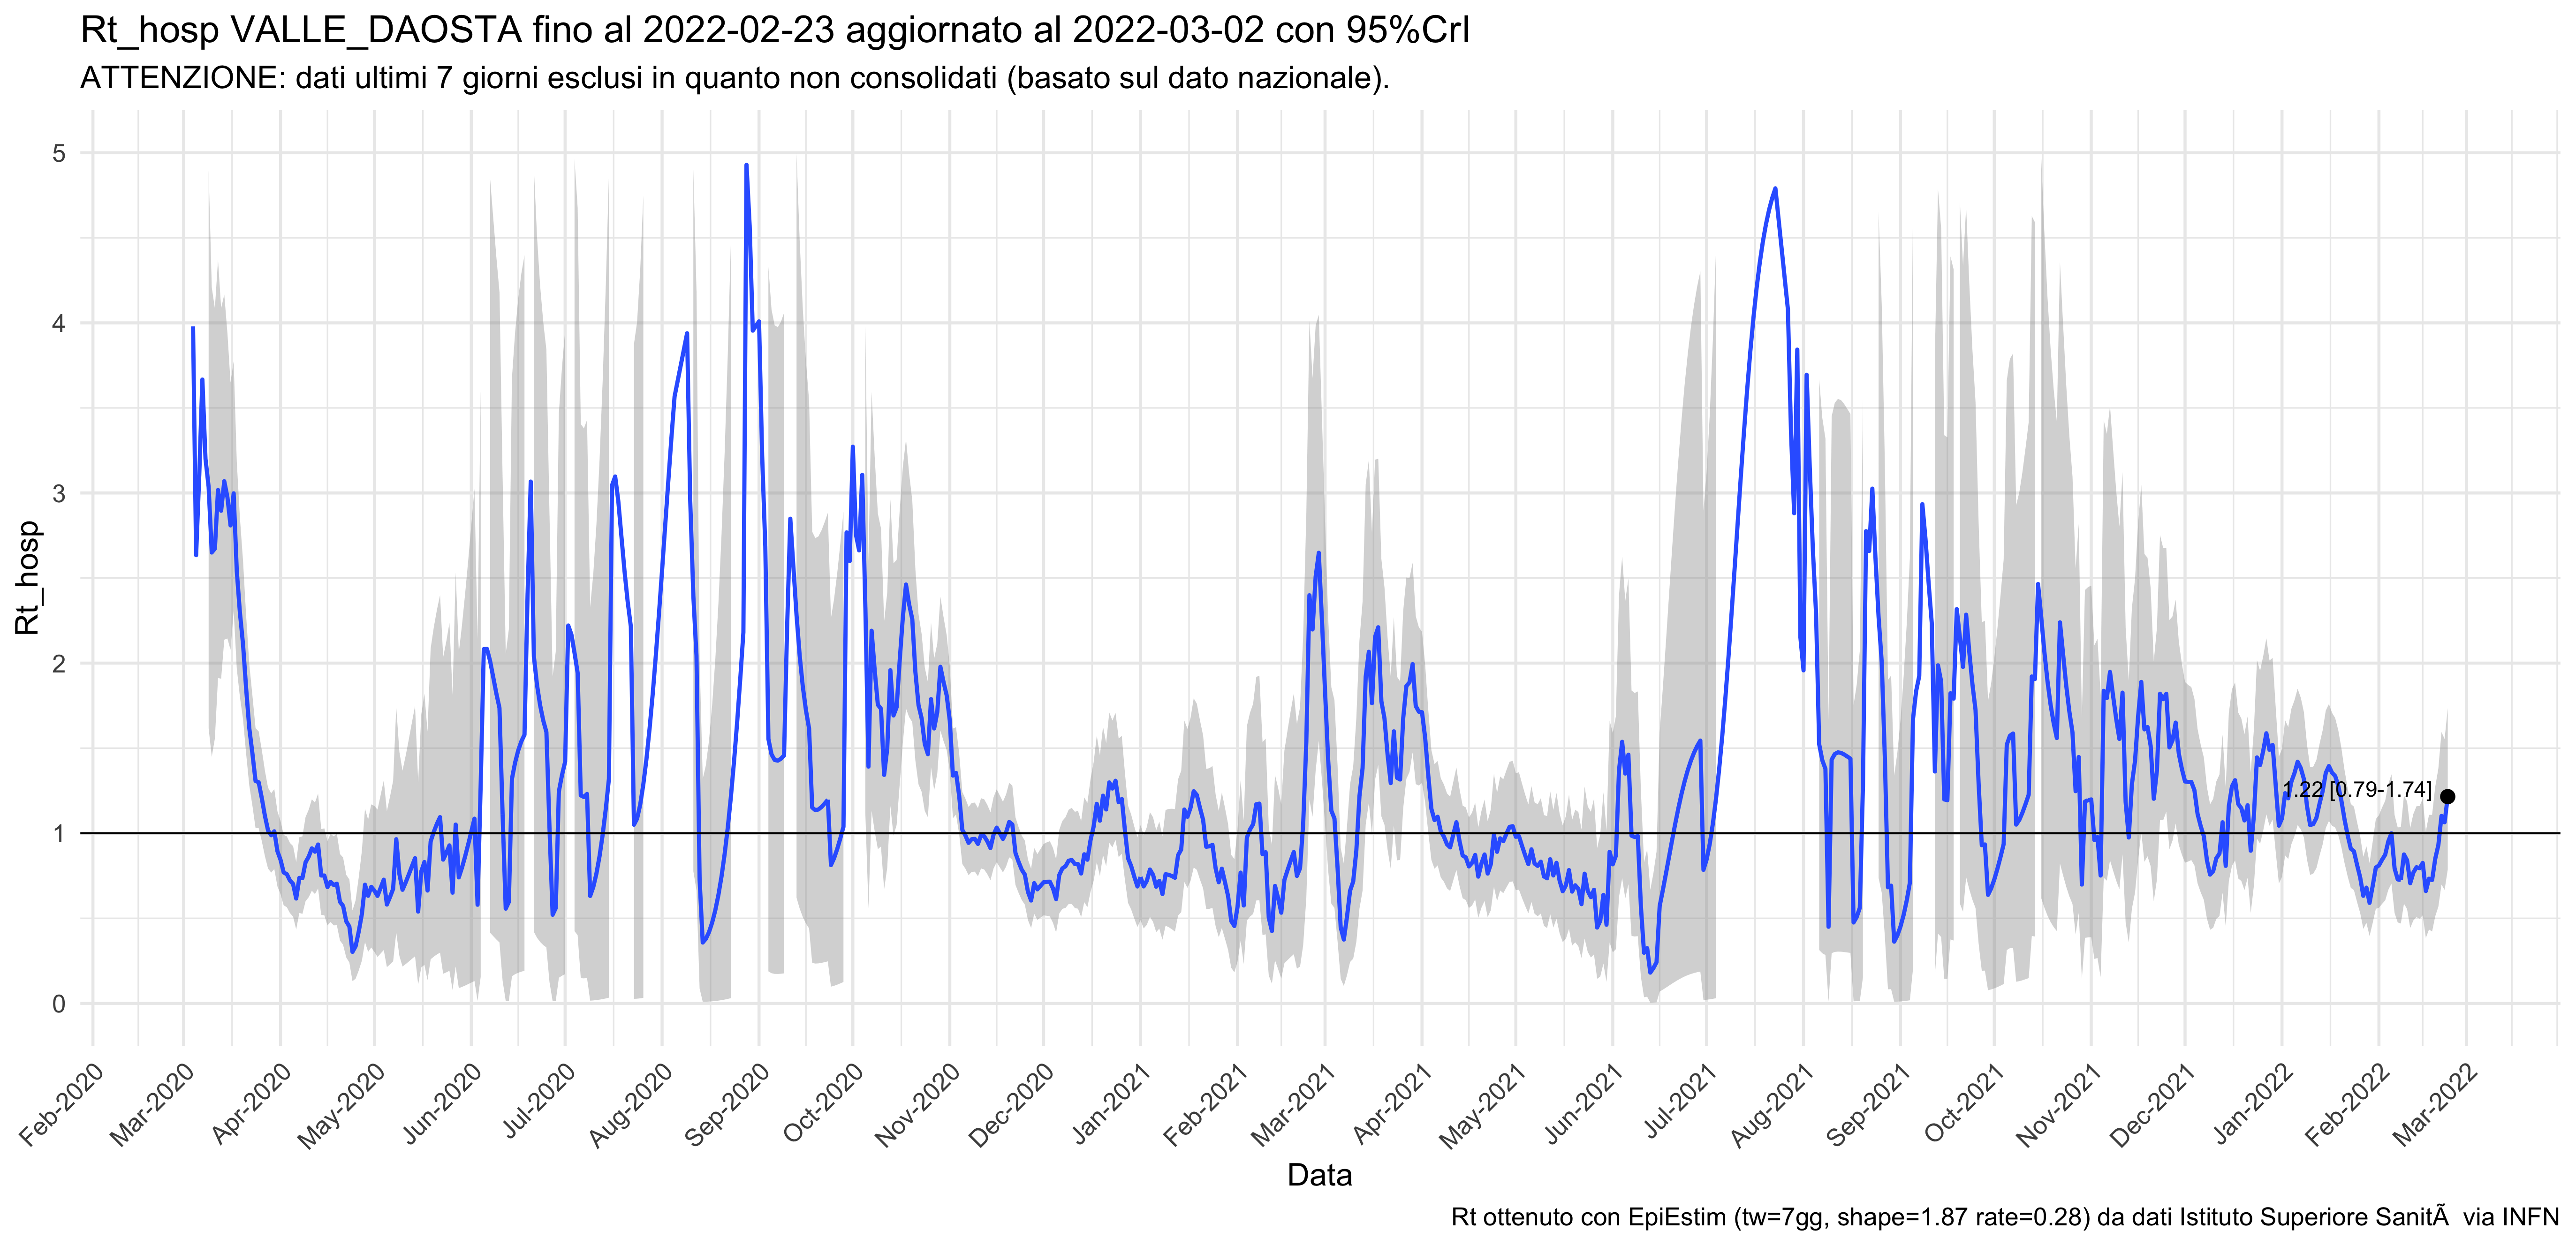 Rt_hosp VALLE_DAOSTA fino al 2022-02-23 aggiornato al 2022-03-02 con 95%CrI
ATTENZIONE: dati ultimi 7 giorni esclusi in quanto non consolidati (basato sul dato nazionale).
Rt_hosp
5
4
3
2
1
0
1.22 [0.79-1.74]
Feb-2020
Mar-2020
Apr-2020
May-2020
Jun-2020
Jul-2020
Aug-2020
Sep-2020
Oct-2020
Nov-2020
Dec-2020
Jan-2021
Feb-2021
Mar-2021
Apr-2021
May-2021
Jun-2021
Jul-2021
Aug-2021
Sep-2021
Oct-2021
Nov-2021
Dec-2021
Jan-2022
Feb-2022
Mar-2022
Data
Rt ottenuto con EpiEstim (tw=7gg, shape=1.87 rate=0.28) da dati Istituto Superiore SanitÃ  via INFN